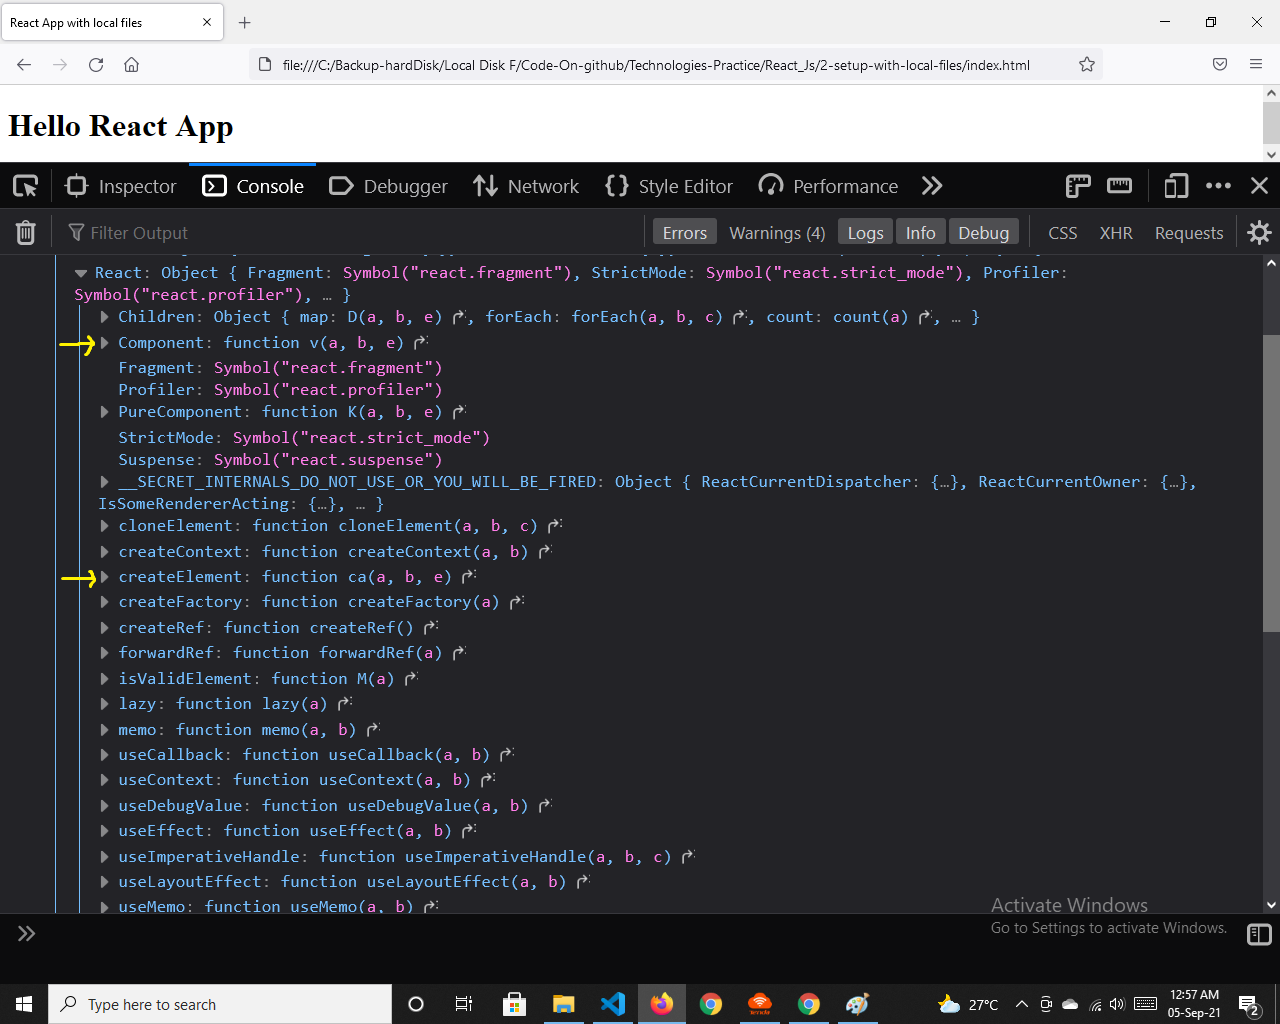 React App with local files
file:///C:/Backup-hardDisk/Local Disk F/Code-On-github/Technologies-Practice/React_Js/2-setup-with-local-files/index.html
Hello React App
Inspector Console Debugger Network Style Editor Performance
Filter Output Errors Warnings (4) Logs Info Debug CSS XHR Requests
React: Object { Fragment: Symbol("react.fragment"), StrictMode: Symbol("react.strict_mode"), Profiler:
Symbol("react.profiler"), … }
Children: Object { map: D(a, b, e), forEach: forEach(a, b, c), count: count(a), … }
Component: function v(a, b, e)
Fragment: Symbol("react.fragment")
Profiler: Symbol("react.profiler")
PureComponent: function K(a, b, e)
StrictMode: Symbol("react.strict_mode")
Suspense: Symbol("react.suspense")
__SECRET_INTERNALS_DO_NOT_USE_OR_YOU_WILL_BE_FIRED: Object { ReactCurrentDispatcher: {…}, ReactCurrentOwner: {…},
IsSomeRendererActing: {…}, … }
cloneElement: function cloneElement(a, b, c)
createContext: function createContext(a, b)
createElement: function ca(a, b, e)
createFactory: function createFactory(a)
createRef: function createRef()
forwardRef: function forwardRef(a)
isValidElement: function M(a)
lazy: function lazy(a)
memo: function memo(a, b)
useCallback: function useCallback(a, b)
useContext: function useContext(a, b)
useDebugValue: function useDebugValue(a, b)
useEffect: function useEffect(a, b)
useImperativeHandle: function useImperativeHandle(a, b, c)
useLayoutEffect: function useLayoutEffect(a, b)
useMemo: function useMemo(a, b)
Activate Windows
Go to Settings to activate Windows.
Type here to search
27°C
12:57 AM
05-Sep-21
2